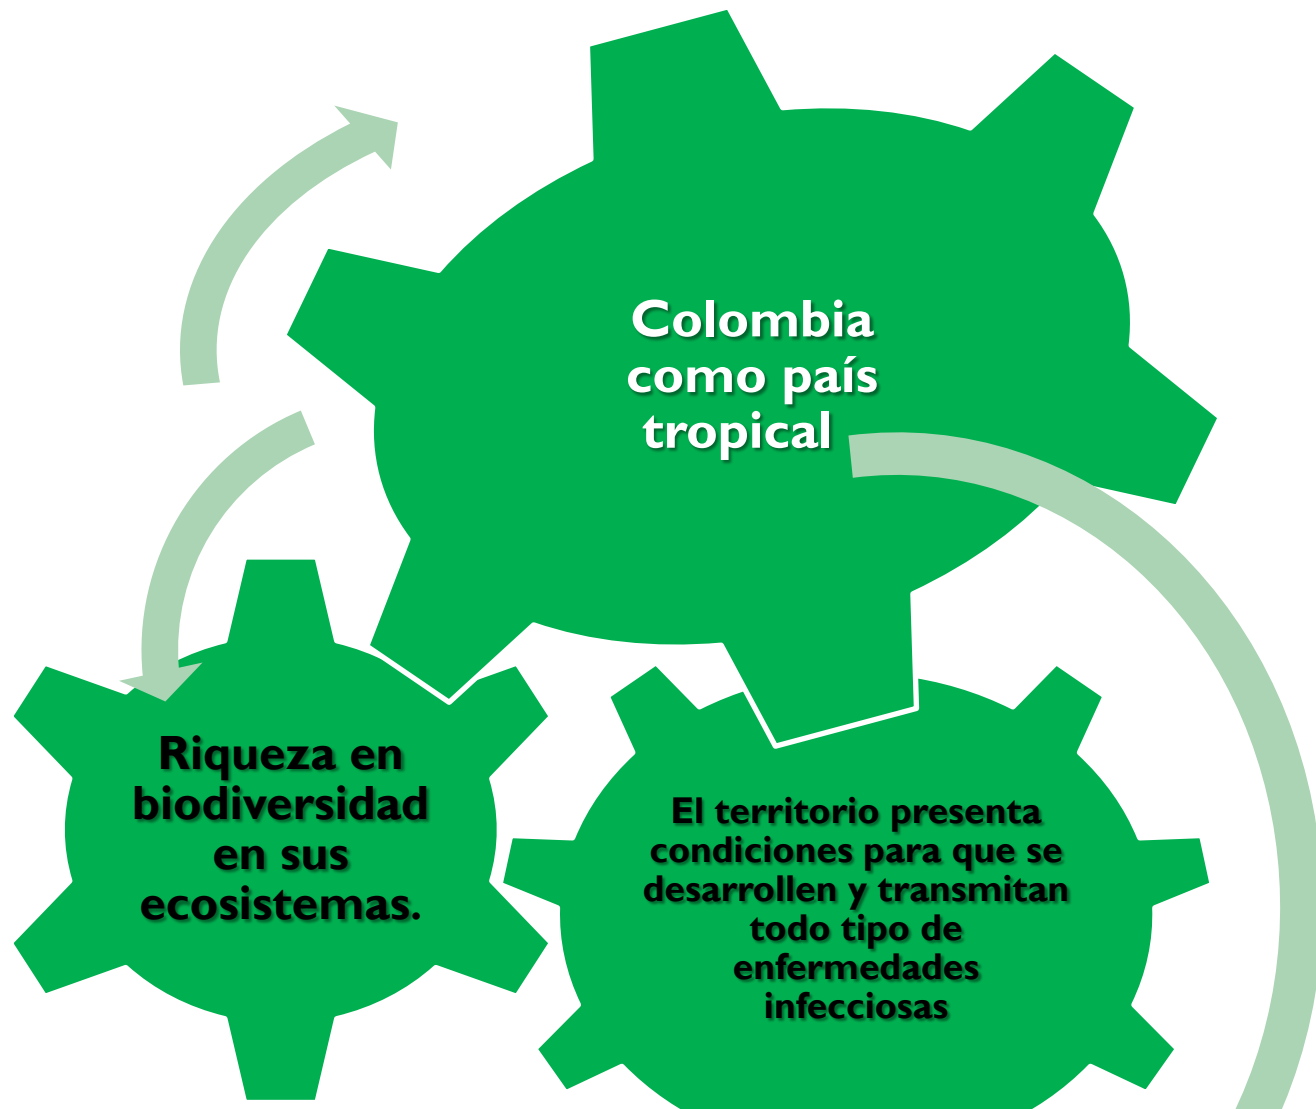 Colombia
como país
tropical
Riqueza en
biodiversidad
en sus
ecosistemas.
El territorio presenta
condiciones para que se
desarrollen y transmitan
todo tipo de
enfermedades
infecciosas